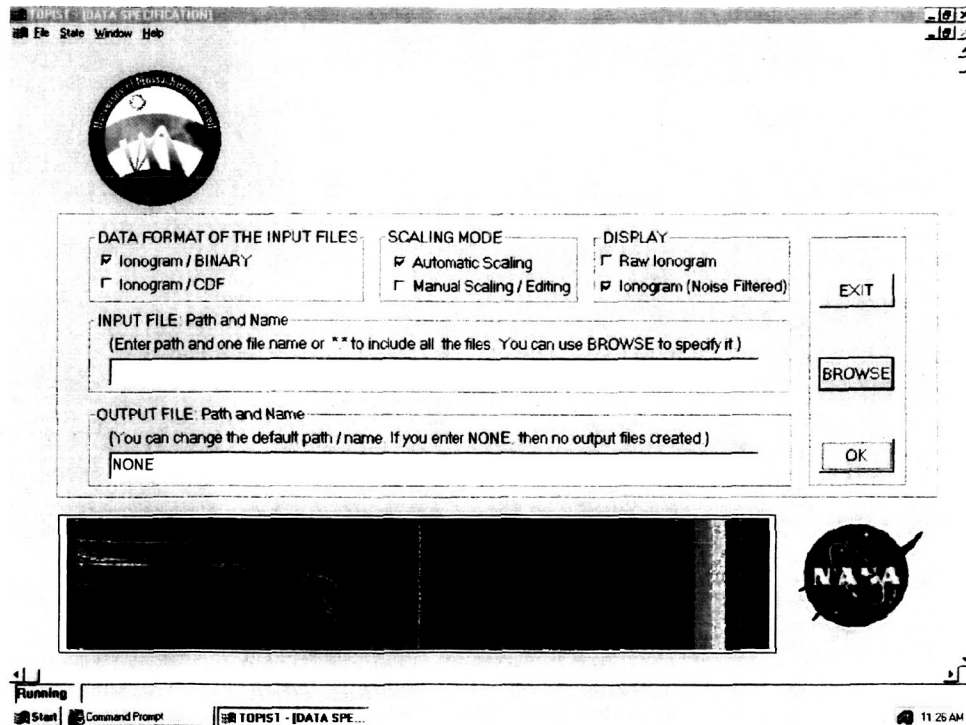 TOPIST - [DATA SPECIFICATION]
File State Window Help
DATA FORMAT OF THE INPUT FILES
Ionogram / BINARY
Ionogram / CDF
SCALING MODE
Automatic Scaling
Manual Scaling / Editing
DISPLAY
Raw Ionogram
Ionogram (Noise Filtered)
EXIT
INPUT FILE: Path and Name
(Enter path and one file name or *.* to include all the files. You can use BROWSE to specify it.)
BROWSE
OUTPUT FILE: Path and Name
(You can change the default path / name. If you enter NONE, then no output files created.)
NONE
OK
NASA
Running
Start Command Prompt TOPIST - [DATA SPE... 11:26 AM